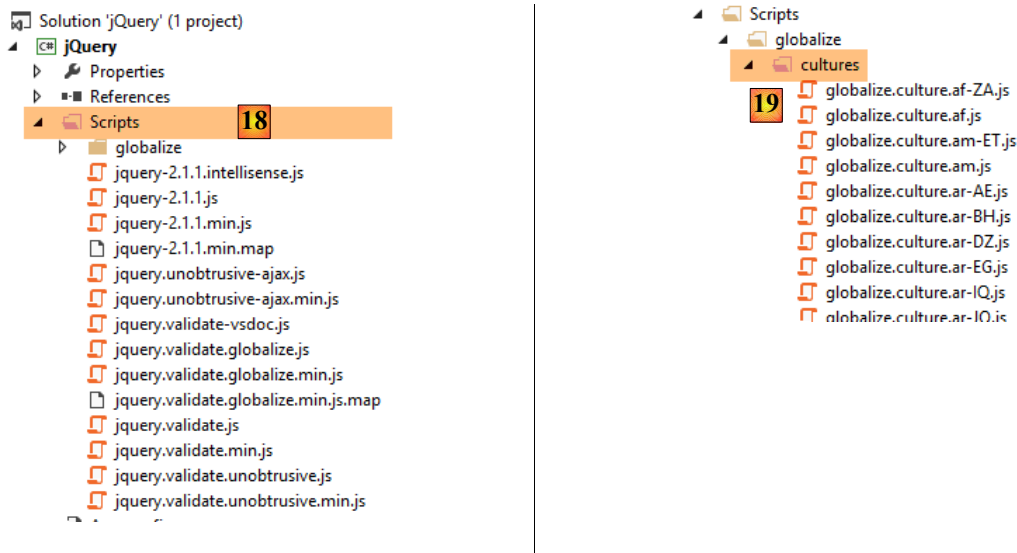 Solution 'jQuery' (1 project)
C# jQuery
Properties
References
Scripts 18
globalize
jquery-2.1.1.intellisense.js
jquery-2.1.1.js
jquery-2.1.1.min.js
jquery-2.1.1.min.map
jquery.unobtrusive-ajax.js
jquery.unobtrusive-ajax.min.js
jquery.validate-vsdoc.js
jquery.validate.globalize.js
jquery.validate.globalize.min.js
jquery.validate.globalize.min.js.map
jquery.validate.js
jquery.validate.min.js
jquery.validate.unobtrusive.js
jquery.validate.unobtrusive.min.js
Scripts
globalize
cultures
19
globalize.culture.af-ZA.js
globalize.culture.af.js
globalize.culture.am-ET.js
globalize.culture.am.js
globalize.culture.ar-AE.js
globalize.culture.ar-BH.js
globalize.culture.ar-DZ.js
globalize.culture.ar-EG.js
globalize.culture.ar-IQ.js
globalize.culture.ar-JO.js